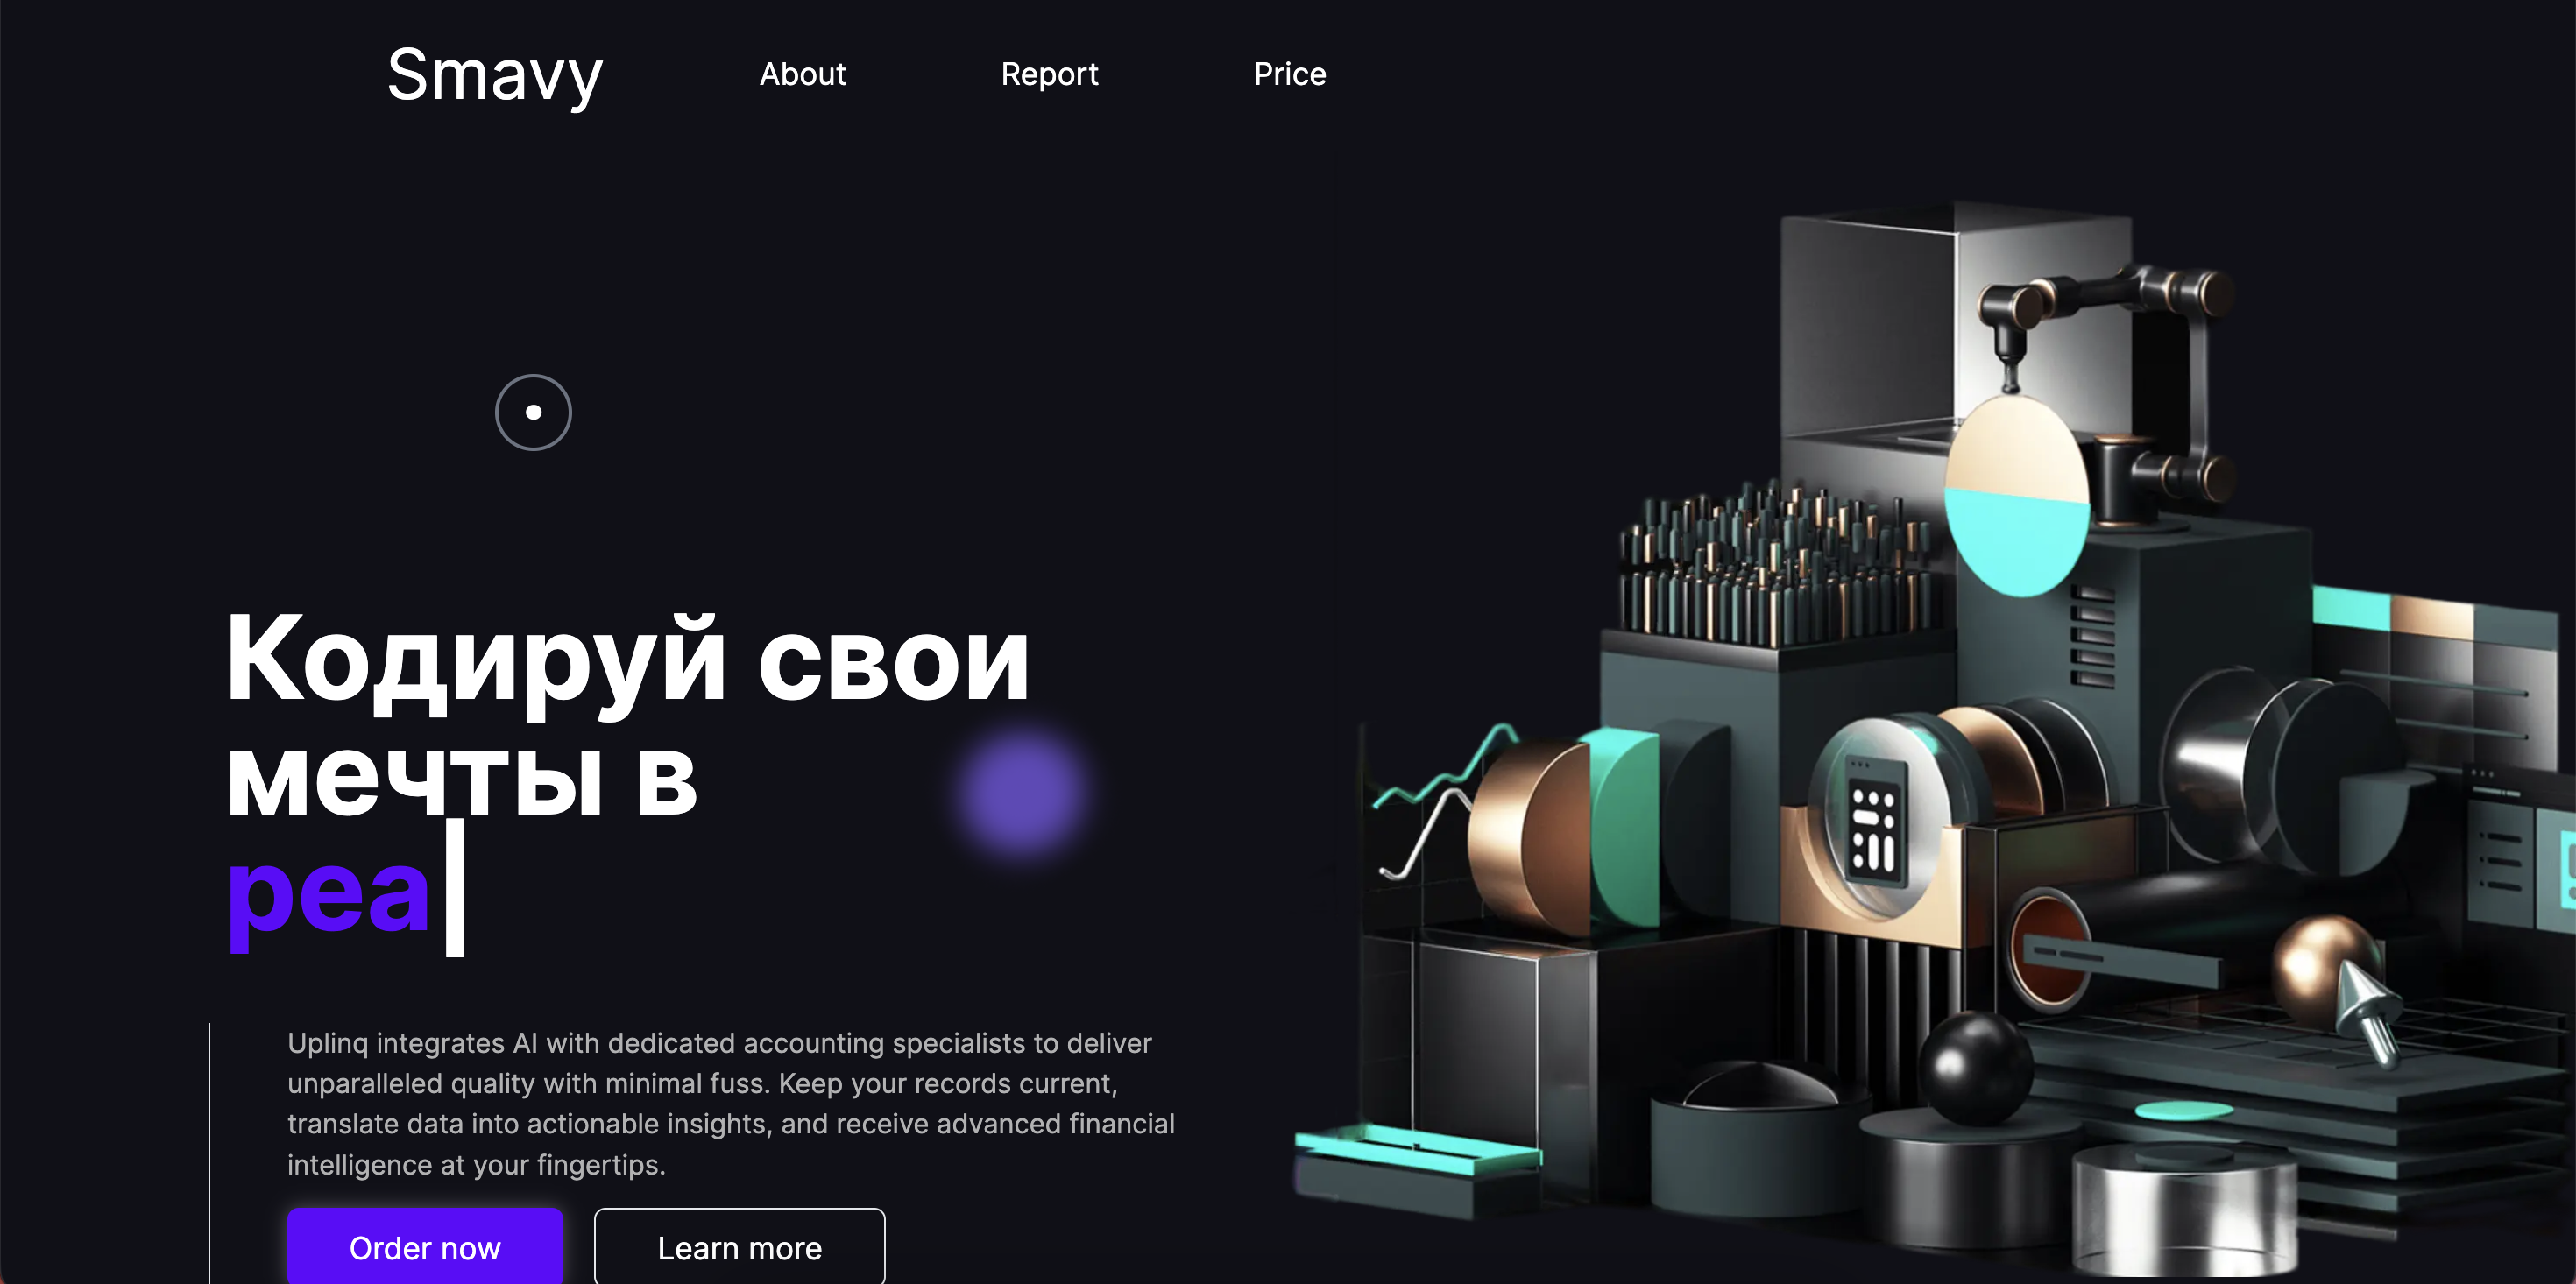 Smavy
About
Report
Price
Кодируй свои
мечты в
реа
Uplinq integrates AI with dedicated accounting specialists to deliver
unparalleled quality with minimal fuss. Keep your records current,
translate data into actionable insights, and receive advanced financial
intelligence at your fingertips.
Order now
Learn more